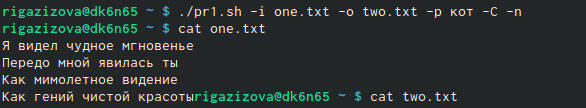 rigazizova@dk6n65 ~ $ ./pr1.sh -i one.txt -o two.txt -p кот -C -n
rigazizova@dk6n65 ~ $ cat one.txt
Я видел чудное мгновенье
Передо мной явилась ты
Как мимолетное видение
Как гений чистой красотыrigazizova@dk6n65 ~ $ cat two.txt